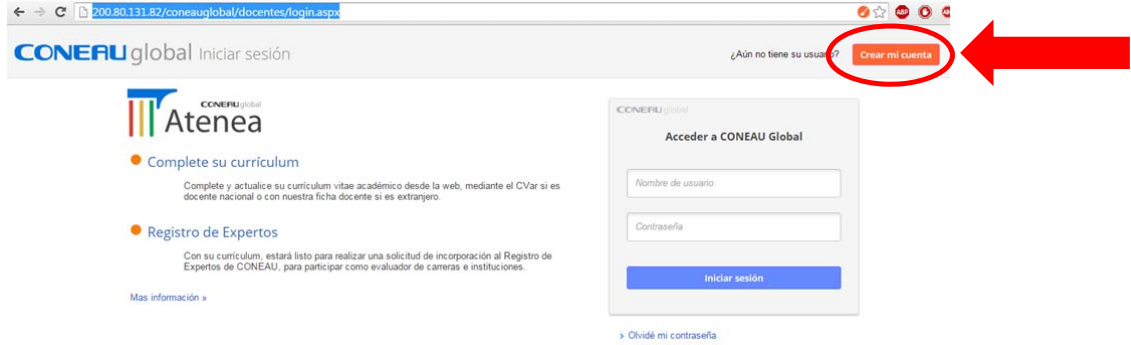 200.80.131.82/coneauglobal/docentes/login.aspx
CONEAU global Iniciar sesión
¿Aún no tiene su usuario?
Crear mi cuenta
CONEAU global
Atenea
Complete su currículum
Complete y actualice su currículum vitae académico desde la web, mediante el CVar si es
docente nacional o con nuestra ficha docente si es extranjero.
Registro de Expertos
Con su currículum, estará listo para realizar una solicitud de incorporación al Registro de
Expertos de CONEAU, para participar como evaluador de carreras e instituciones.
Mas información »
CONEAU global
Acceder a CONEAU Global
Nombre de usuario
Contraseña
Iniciar sesión
› Olvidé mi contraseña
ABP